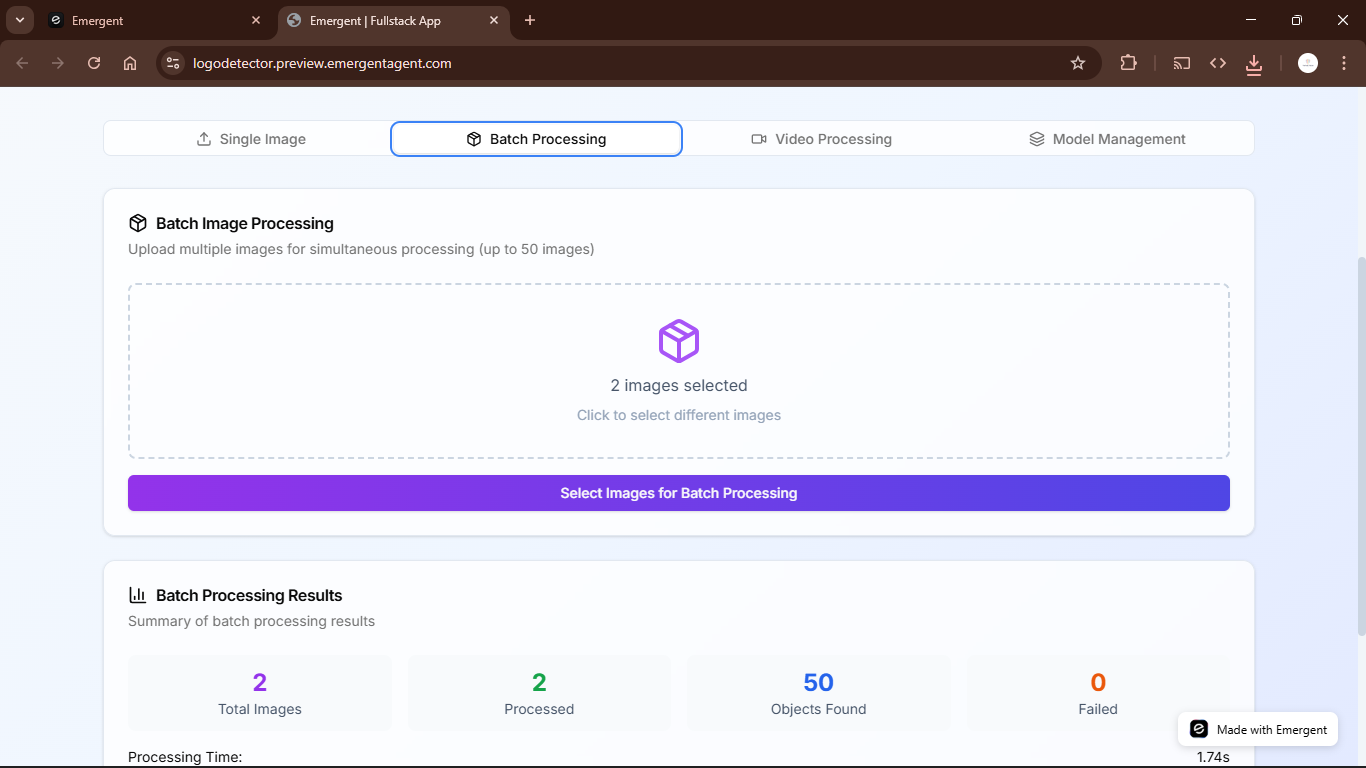 Emergent
Emergent | Fullstack App
logodetector.preview.emergentagent.com
Single Image
Batch Processing
Video Processing
Model Management
Batch Image Processing
Upload multiple images for simultaneous processing (up to 50 images)
2 images selected
Click to select different images
Select Images for Batch Processing
Batch Processing Results
Summary of batch processing results
2
Total Images
2
Processed
50
Objects Found
0
Failed
Made with Emergent
Processing Time:
1.74s